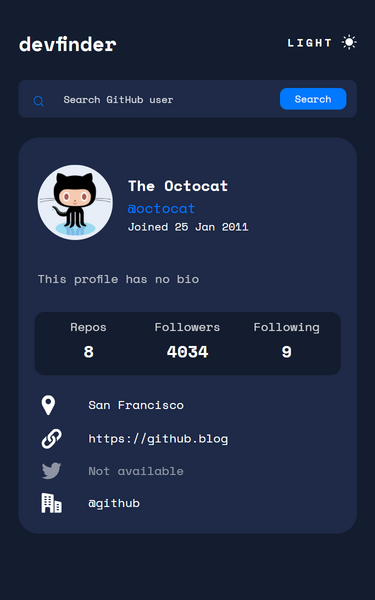 devfinder
LIGHT
Search GitHub user
Search
The Octocat
@octocat
Joined 25 Jan 2011
This profile has no bio
Repos Followers Following
8 4034 9
San Francisco
https://github.blog
Not available
@github